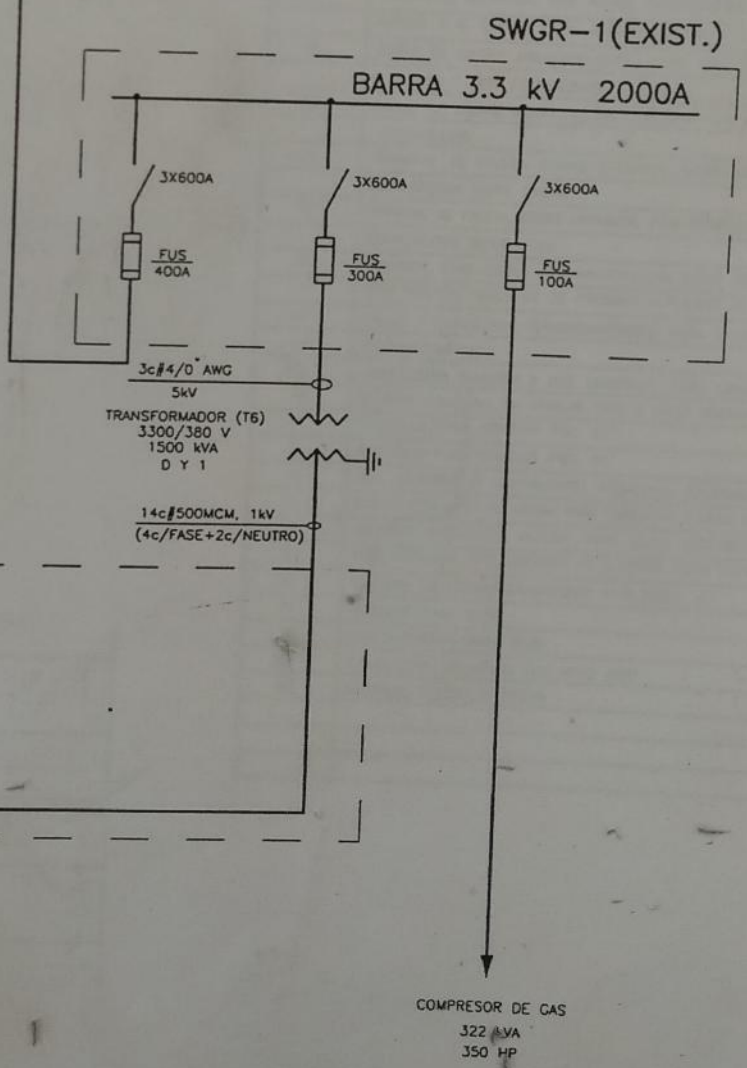 SWGR-1(EXIST.)
BARRA 3.3 kV 2000A
3X600A
3X600A
3X600A
FUS
400A
FUS
300A
FUS
100A
3c#4/0 AWG
5kV
TRANSFORMADOR (T6)
3300/380 V
1500 kVA
D Y 1
14c#500MCM, 1kV
(4c/FASE+2c/NEUTRO)
COMPRESOR DE GAS
322 kVA
350 HP